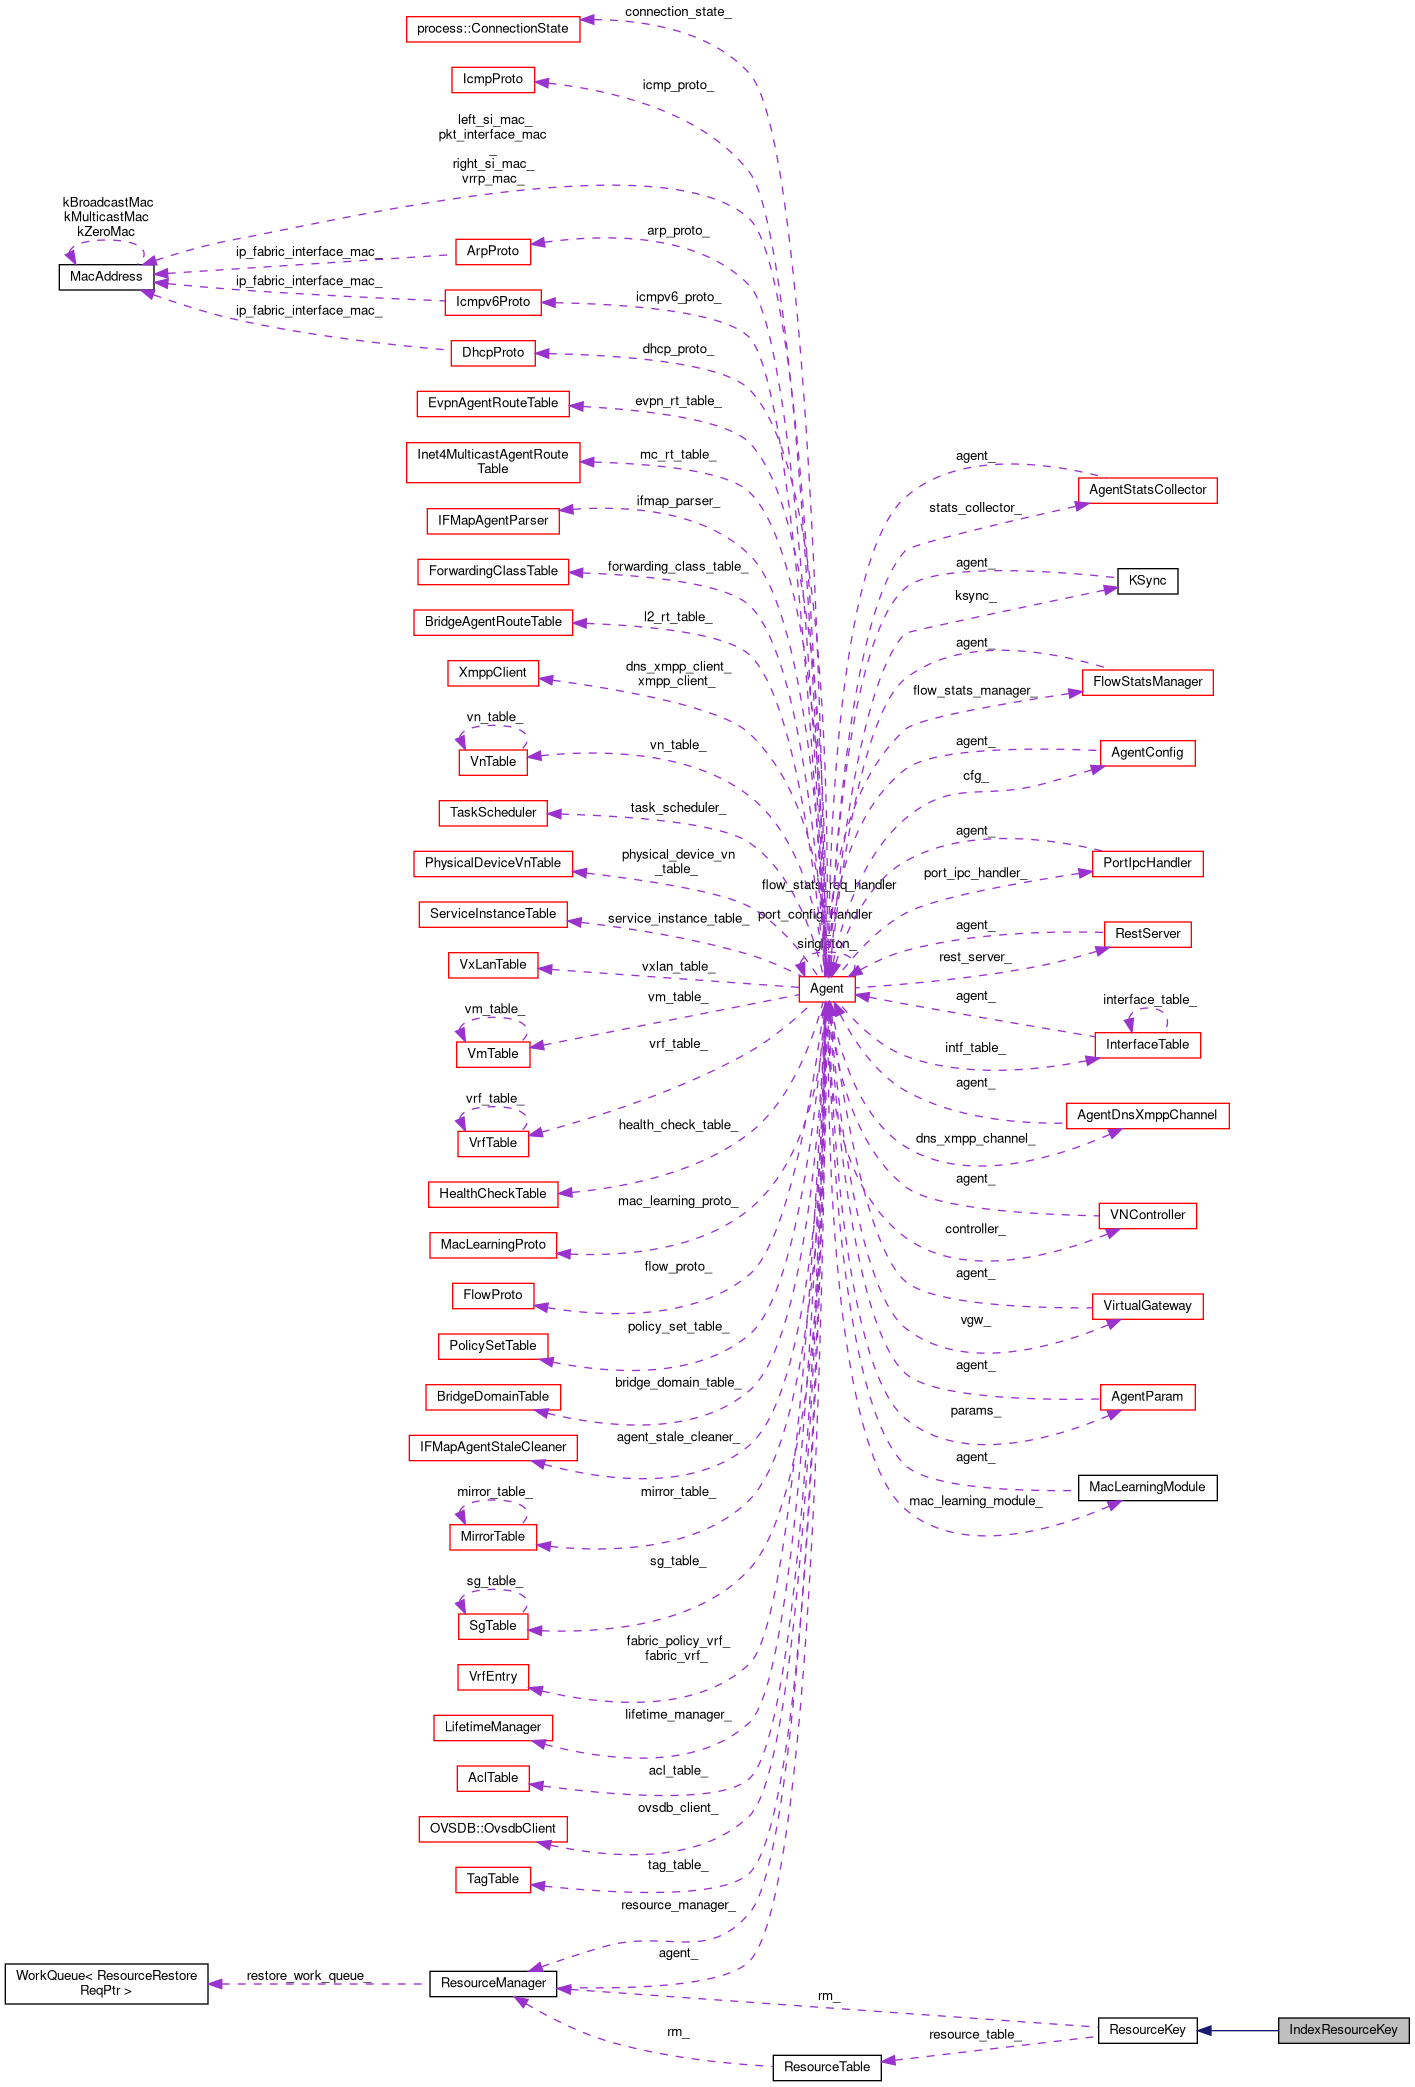 connection_state_
process::ConnectionState
IcmpProto
icmp_proto_
left_si_mac_
pkt_interface_mac
_
right_si_mac_
vrrp_mac_
kBroadcastMac
kMulticastMac
kZeroMac
MacAddress
ip_fabric_interface_mac_
ArpProto
arp_proto_
ip_fabric_interface_mac_
Icmpv6Proto
icmpv6_proto_
ip_fabric_interface_mac_
DhcpProto
dhcp_proto_
EvpnAgentRouteTable
evpn_rt_table_
Inet4MulticastAgentRoute
Table
mc_rt_table_
IFMapAgentParser
ifmap_parser_
ForwardingClassTable
forwarding_class_table_
BridgeAgentRouteTable
l2_rt_table_
XmppClient
dns_xmpp_client_
xmpp_client_
vn_table_
VnTable
vn_table_
TaskScheduler
task_scheduler_
PhysicalDeviceVnTable
physical_device_vn
_table_
ServiceInstanceTable
service_instance_table_
VxLanTable
vxlan_table_
vm_table_
VmTable
vm_table_
vrf_table_
VrfTable
vrf_table_
HealthCheckTable
health_check_table_
MacLearningProto
mac_learning_proto_
FlowProto
flow_proto_
PolicySetTable
policy_set_table_
BridgeDomainTable
bridge_domain_table_
IFMapAgentStaleCleaner
agent_stale_cleaner_
mirror_table_
MirrorTable
mirror_table_
sg_table_
SgTable
sg_table_
VrfEntry
fabric_policy_vrf_
fabric_vrf_
LifetimeManager
lifetime_manager_
AclTable
acl_table_
OVSDB::OvsdbClient
ovsdb_client_
TagTable
tag_table_
resource_manager_
agent_
WorkQueue< ResourceRestore
ReqPtr >
restore_work_queue_
ResourceManager
flow_stats_req_handler
_
port_config_handler
_
singleton_
Agent
agent_
AgentStatsCollector
stats_collector_
agent_
KSync
ksync_
agent_
FlowStatsManager
flow_stats_manager_
agent_
AgentConfig
cfg_
agent_
PortIpcHandler
port_ipc_handler_
agent_
RestServer
rest_server_
agent_
interface_table_
InterfaceTable
intf_table_
agent_
AgentDnsXmppChannel
dns_xmpp_channel_
agent_
VNController
controller_
agent_
VirtualGateway
vgw_
agent_
AgentParam
params_
agent_
MacLearningModule
mac_learning_module_
rm_
ResourceKey
IndexResourceKey
rm_
resource_table_
ResourceTable